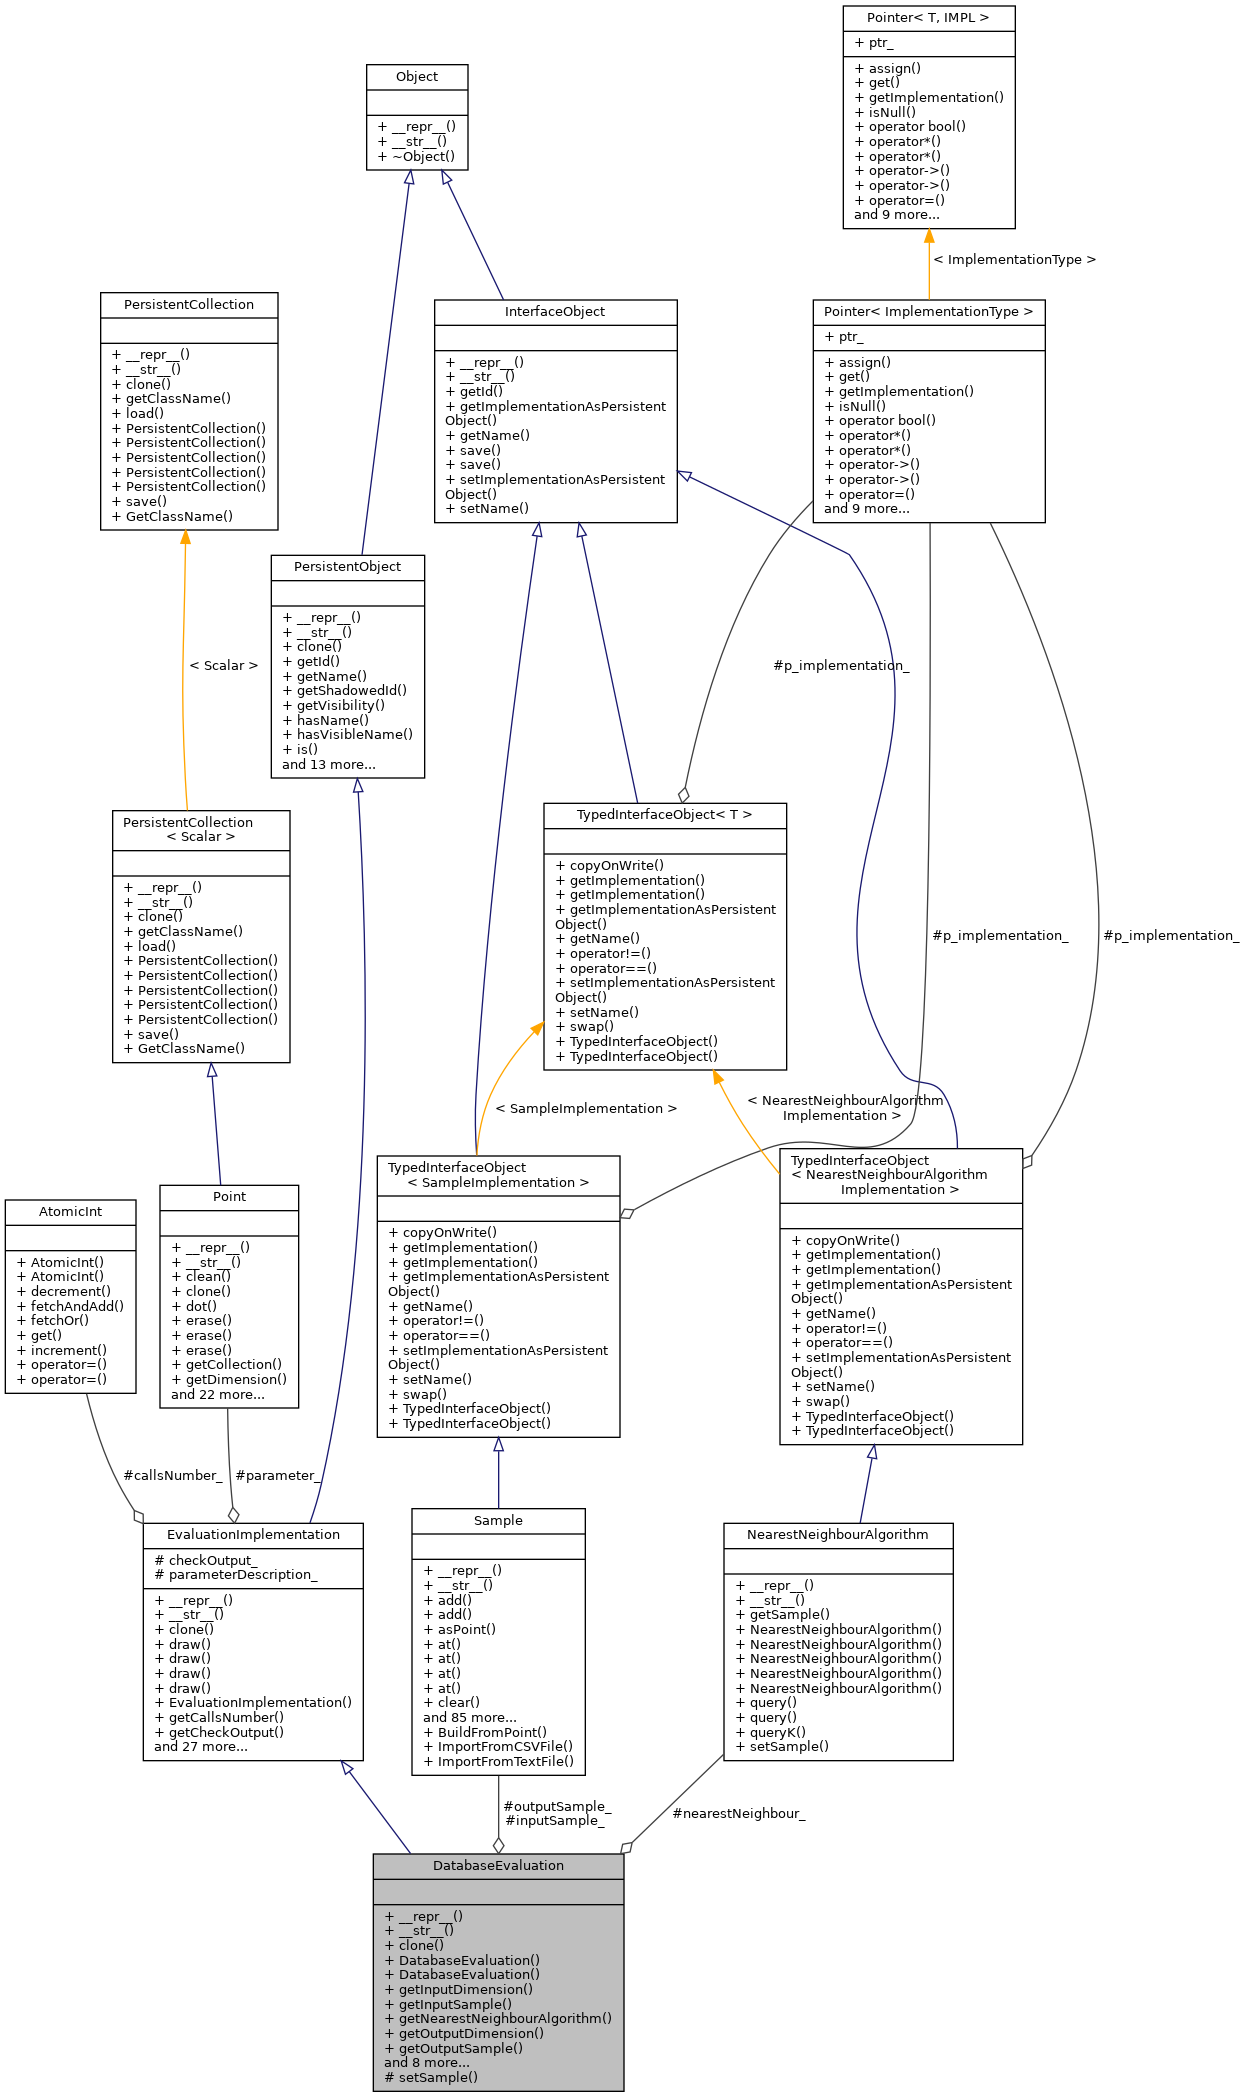 Pointer< T, IMPL >
+ ptr_
+ assign()
+ get()
+ getImplementation()
+ isNull()
+ operator bool()
+ operator*()
+ operator*()
+ operator->()
+ operator->()
+ operator=()
and 9 more...
Object
+ __repr__()
+ __str__()
+ ~Object()
< ImplementationType >
PersistentCollection
+ __repr__()
+ __str__()
+ clone()
+ getClassName()
+ load()
+ PersistentCollection()
+ PersistentCollection()
+ PersistentCollection()
+ PersistentCollection()
+ PersistentCollection()
+ save()
+ GetClassName()
InterfaceObject
+ __repr__()
+ __str__()
+ getId()
+ getImplementationAsPersistent
Object()
+ getName()
+ save()
+ save()
+ setImplementationAsPersistent
Object()
+ setName()
Pointer< ImplementationType >
+ ptr_
+ assign()
+ get()
+ getImplementation()
+ isNull()
+ operator bool()
+ operator*()
+ operator*()
+ operator->()
+ operator->()
+ operator=()
and 9 more...
PersistentObject
+ __repr__()
+ __str__()
+ clone()
+ getId()
+ getName()
+ getShadowedId()
+ getVisibility()
+ hasName()
+ hasVisibleName()
+ is()
and 13 more...
< Scalar >
#p_implementation_
PersistentCollection
< Scalar >
+ __repr__()
+ __str__()
+ clone()
+ getClassName()
+ load()
+ PersistentCollection()
+ PersistentCollection()
+ PersistentCollection()
+ PersistentCollection()
+ PersistentCollection()
+ save()
+ GetClassName()
TypedInterfaceObject< T >
+ copyOnWrite()
+ getImplementation()
+ getImplementation()
+ getImplementationAsPersistent
Object()
+ getName()
+ operator!=()
+ operator==()
+ setImplementationAsPersistent
Object()
+ setName()
+ swap()
+ TypedInterfaceObject()
+ TypedInterfaceObject()
#p_implementation_
#p_implementation_
< SampleImplementation >
< NearestNeighbourAlgorithm
Implementation >
AtomicInt
+ AtomicInt()
+ AtomicInt()
+ decrement()
+ fetchAndAdd()
+ fetchOr()
+ get()
+ increment()
+ operator=()
+ operator=()
Point
+ __repr__()
+ __str__()
+ clean()
+ clone()
+ dot()
+ erase()
+ erase()
+ erase()
+ getCollection()
+ getDimension()
and 22 more...
TypedInterfaceObject
< SampleImplementation >
+ copyOnWrite()
+ getImplementation()
+ getImplementation()
+ getImplementationAsPersistent
Object()
+ getName()
+ operator!=()
+ operator==()
+ setImplementationAsPersistent
Object()
+ setName()
+ swap()
+ TypedInterfaceObject()
+ TypedInterfaceObject()
TypedInterfaceObject
< NearestNeighbourAlgorithm
Implementation >
+ copyOnWrite()
+ getImplementation()
+ getImplementation()
+ getImplementationAsPersistent
Object()
+ getName()
+ operator!=()
+ operator==()
+ setImplementationAsPersistent
Object()
+ setName()
+ swap()
+ TypedInterfaceObject()
+ TypedInterfaceObject()
#callsNumber_
#parameter_
EvaluationImplementation
# checkOutput_
# parameterDescription_
+ __repr__()
+ __str__()
+ clone()
+ draw()
+ draw()
+ draw()
+ draw()
+ EvaluationImplementation()
+ getCallsNumber()
+ getCheckOutput()
and 27 more...
Sample
+ __repr__()
+ __str__()
+ add()
+ add()
+ asPoint()
+ at()
+ at()
+ at()
+ at()
+ clear()
and 85 more...
+ BuildFromPoint()
+ ImportFromCSVFile()
+ ImportFromTextFile()
NearestNeighbourAlgorithm
+ __repr__()
+ __str__()
+ getSample()
+ NearestNeighbourAlgorithm()
+ NearestNeighbourAlgorithm()
+ NearestNeighbourAlgorithm()
+ NearestNeighbourAlgorithm()
+ NearestNeighbourAlgorithm()
+ query()
+ query()
+ queryK()
+ setSample()
#outputSample_
#inputSample_
#nearestNeighbour_
DatabaseEvaluation
+ __repr__()
+ __str__()
+ clone()
+ DatabaseEvaluation()
+ DatabaseEvaluation()
+ getInputDimension()
+ getInputSample()
+ getNearestNeighbourAlgorithm()
+ getOutputDimension()
+ getOutputSample()
and 8 more...
# setSample()